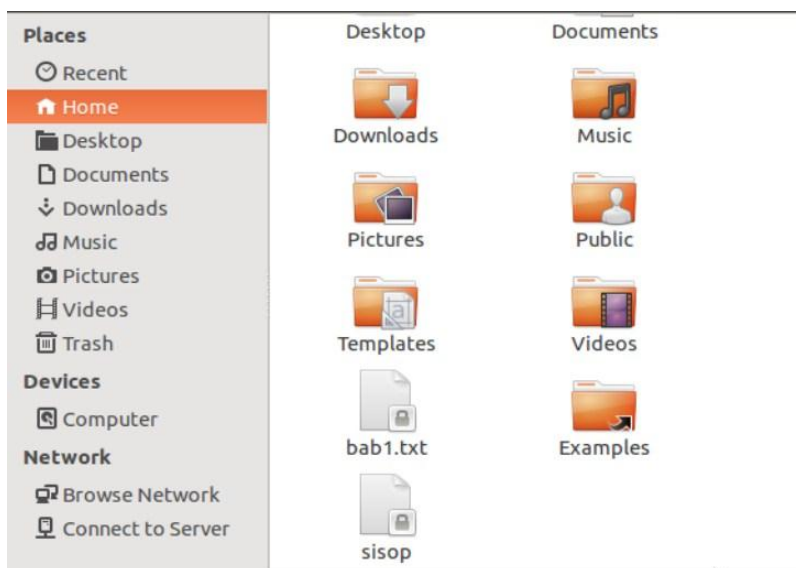 Places
Recent
Home
Desktop
Documents
Downloads
Music
Pictures
Videos
Trash
Devices
Computer
Network
Browse Network
Connect to Server
Desktop Documents
Downloads Music
Pictures Public
Templates Videos
bab1.txt Examples
sisop